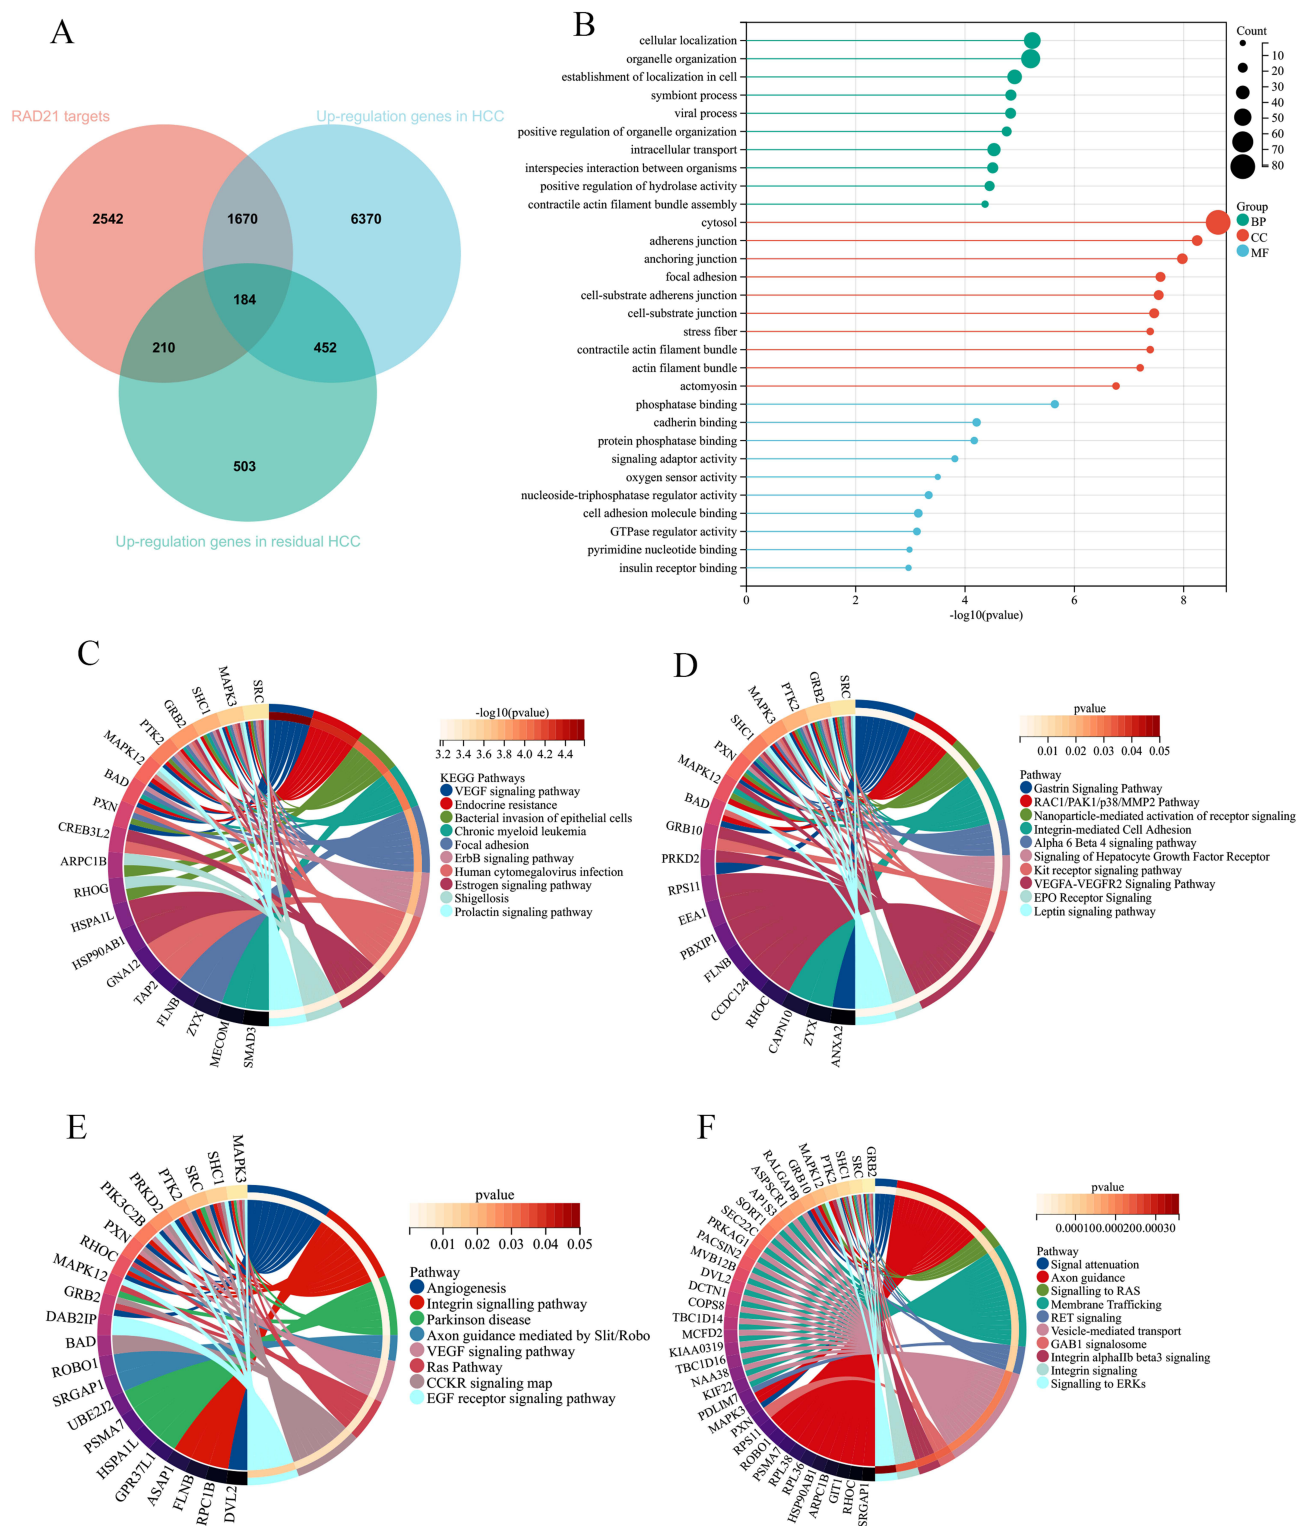 A
RAD21 targets
Up-regulation genes in HCC
2542
1670
6370
184
210
452
503
Up-regulation genes in residual HCC
B
cellular localization
organelle organization
establishment of localization in cell
symbiont process
viral process
positive regulation of organelle organization
intracellular transport
interspecies interaction between organisms
positive regulation of hydrolase activity
contractile actin filament bundle assembly
cytosol
adherens junction
anchoring junction
focal adhesion
cell-substrate adherens junction
cell-substrate junction
stress fiber
contractile actin filament bundle
actin filament bundle
actomyosin
phosphatase binding
cadherin binding
protein phosphatase binding
signaling adaptor activity
oxygen sensor activity
nucleoside-triphosphatase regulator activity
cell adhesion molecule binding
GTPase regulator activity
pyrimidine nucleotide binding
insulin receptor binding
0 2 4 6 8
-log10(pvalue)
Count
10
20
30
40
50
60
70
80
Group
BP
CC
MF
C
SRC
MAPK3
SHC1
GRB2
PTK2
MAPK12
BAD
PXN
CREB3L2
ARPC1B
RHOG
HSPA1L
HSP90AB1
GNA12
TAP2
FLNB
ZYX
MECOM
SMAD3
-log10(pvalue)
3.2 3.4 3.6 3.8 4.0 4.2 4.4
KEGG Pathways
VEGF signaling pathway
Endocrine resistance
Bacterial invasion of epithelial cells
Chronic myeloid leukemia
Focal adhesion
ErbB signaling pathway
Human cytomegalovirus infection
Estrogen signaling pathway
Shigellosis
Prolactin signaling pathway
D
SRC
GRB2
PTK2
MAPK3
SHC1
PXN
MAPK12
BAD
GRB10
PRKD2
RPS11
EEA1
PBXIP1
FLNB
CCDC124
RHOC
CAPN10
ZYX
ANXA2
pvalue
0.01 0.02 0.03 0.04 0.05
Pathway
Gastrin Signaling Pathway
RAC1/PAK1/p38/MMP2 Pathway
Nanoparticle-mediated activation of receptor signaling
Integrin-mediated Cell Adhesion
Alpha 6 Beta 4 signaling pathway
Signaling of Hepatocyte Growth Factor Receptor
Kit receptor signaling pathway
VEGFA-VEGFR2 Signaling Pathway
EPO Receptor Signaling
Leptin signaling pathway
E
MAPK3
SHC1
SRC
PTK2
PRKD2
PIK3C2B
PXN
RHOC
MAPK12
GRB2
DAB2IP
BAD
ROBO1
SRGAP1
UBE2J2
PSMA7
HSPA1L
GPR37L1
ASAP1
FLNB
RPC1B
DVL2
pvalue
0.01 0.02 0.03 0.04 0.05
Pathway
Angiogenesis
Integrin signalling pathway
Parkinson disease
Axon guidance mediated by Slit/Robo
VEGF signaling pathway
Ras Pathway
CCKR signaling map
EGF receptor signaling pathway
F
GRB2
SRC
SHC1
PTK2
MAPK12
GRB10
RALGAPB
ASPSCR1
AP1S3
SORT1
SEC22C
PRKAG1
PACSIN2
MVB12B
DVL2
DCTN1
COPS8
TBC1D14
MCFD2
KIAA0319
TBC1D16
NAA38
KIF22
PDLIM7
MAPK3
PXN
RPS11
ROBO1
PSMA7
RPL38
RPL36
HSP90AB1
ARPC1B
GIT1
RHOC
SRGAP1
pvalue
0.000100.000200.00030
Pathway
Signal attenuation
Axon guidance
Signalling to RAS
Membrane Trafficking
RET signaling
Vesicle-mediated transport
GAB1 signalosome
Integrin alphaIIb beta3 signaling
Integrin signaling
Signalling to ERKs